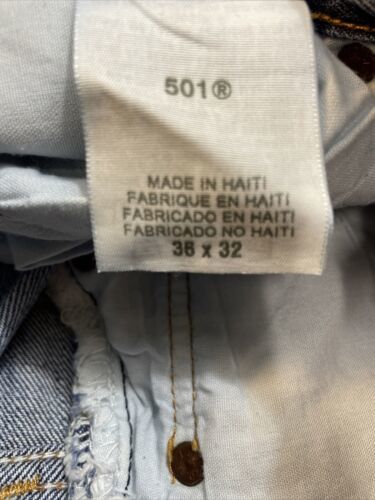 501®
MADE IN HAITI
FABRIQUE EN HAITI
FABRICADO EN HAITI
FABRICADO NO HAITI
36 x 32